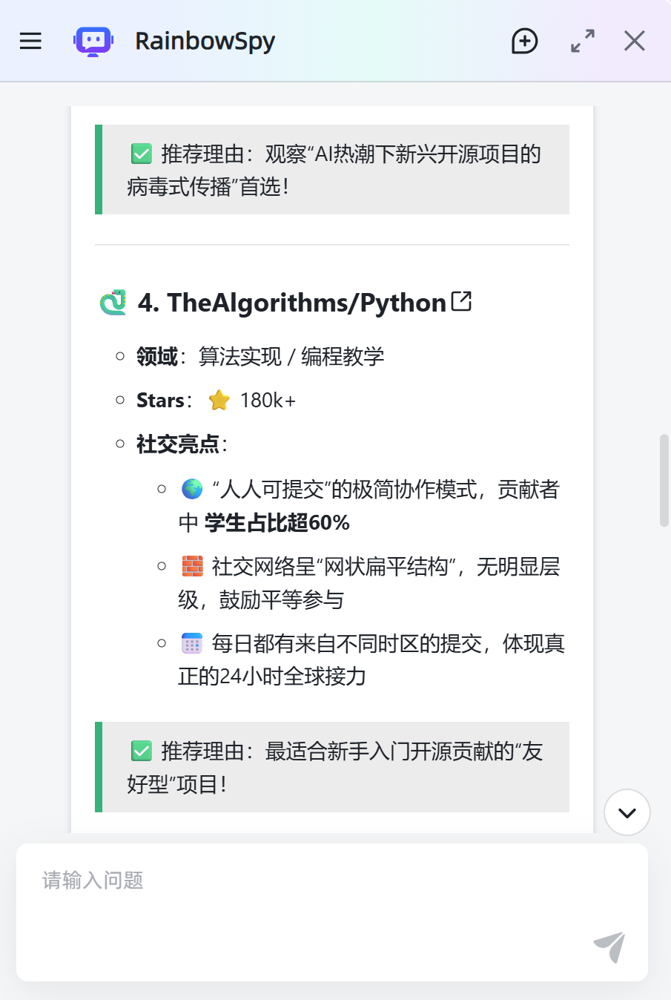 RainbowSpy
✅ 推荐理由：观察“AI热潮下新兴开源项目的
病毒式传播”首选！
🐍 4. TheAlgorithms/Python
领域：算法实现 / 编程教学
Stars：⭐ 180k+
社交亮点：
🌍 “人人可提交”的极简协作模式，贡献者
中 学生占比超60%
🧱 社交网络呈“网状扁平结构”，无明显层
级，鼓励平等参与
📅 每日都有来自不同时区的提交，体现真
正的24小时全球接力
✅ 推荐理由：最适合新手入门开源贡献的“友
好型”项目！
请输入问题